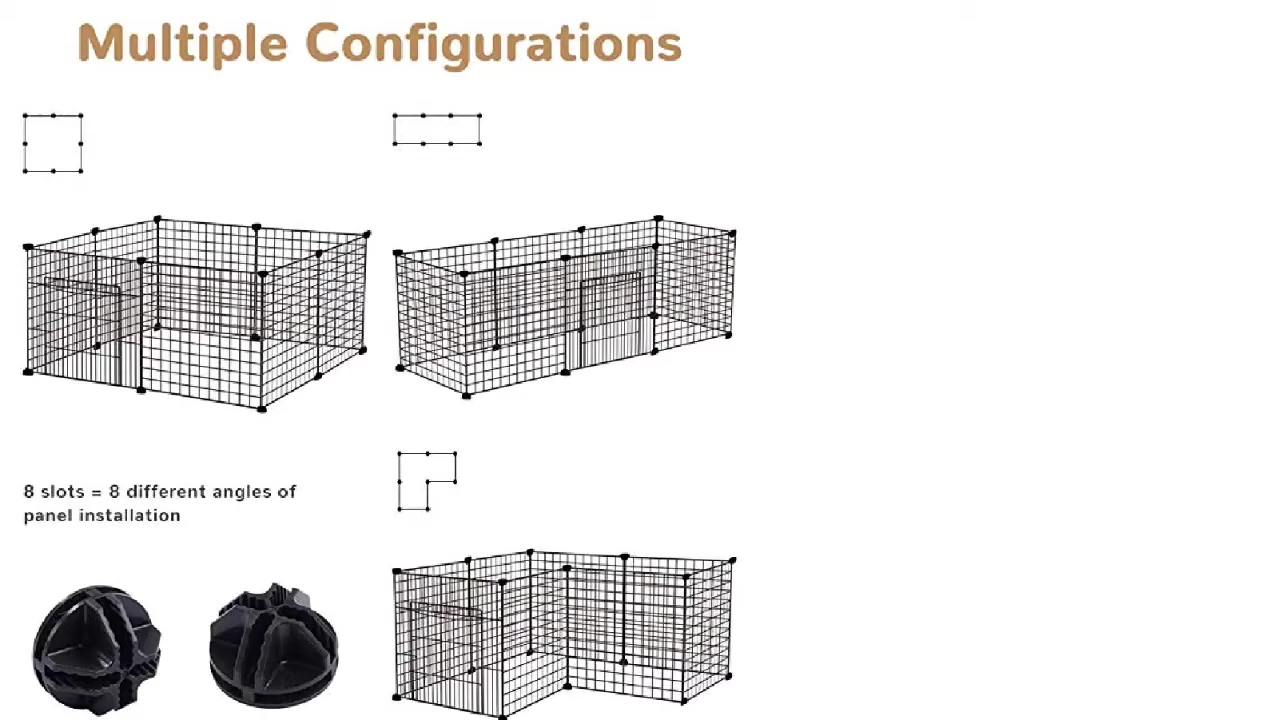 Multiple Configurations
8 slots = 8 different angles of
panel installation